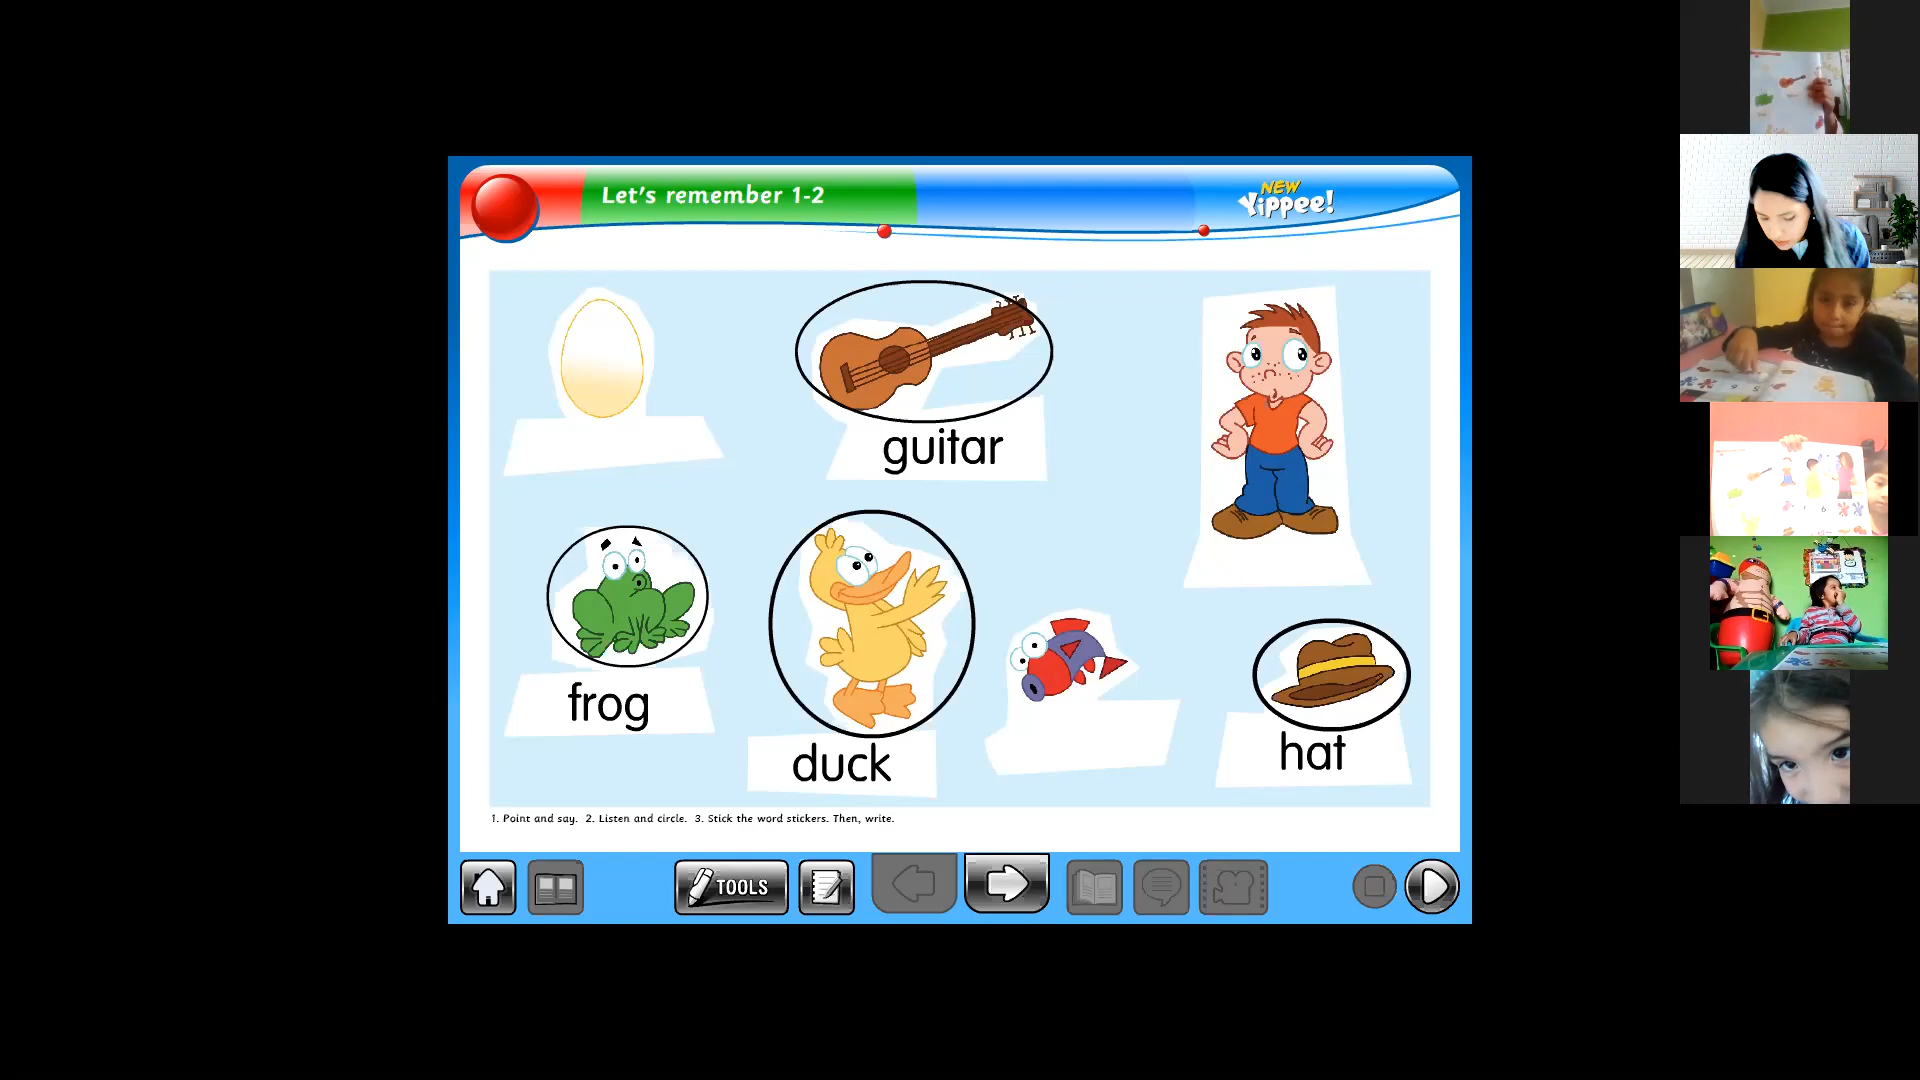 Let's remember 1-2
NEW
Yippee!
guitar
frog
duck
hat
1. Point and say. 2. Listen and circle. 3. Stick the word stickers. Then, write.
TOOLS